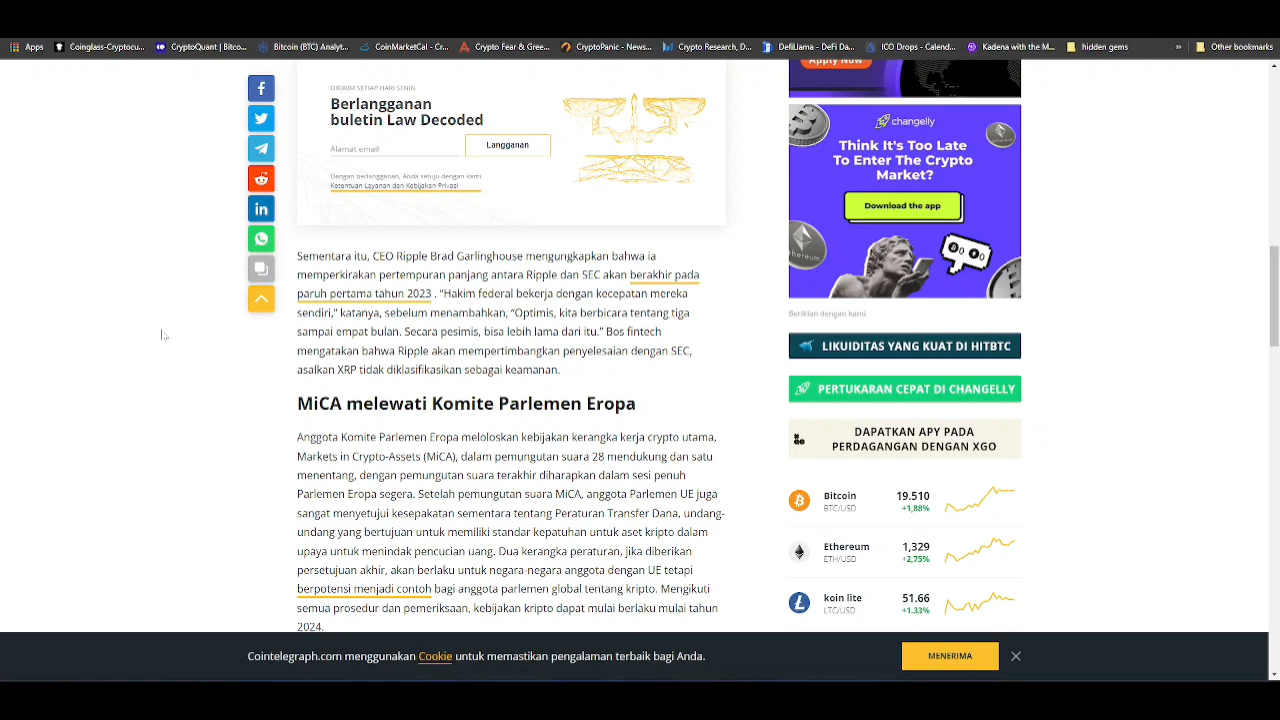 Apps
Coinglass-Cryptocu...
CryptoQuant | Bitco...
Bitcoin (BTC) Analyt...
CoinMarketCal - Cr...
Crypto Fear & Gree...
CryptoPanic - News...
Crypto Research, D...
DefiLlama - DeFi Da...
ICO Drops - Calend...
Kadena with the M...
hidden gems
»
Other bookmarks
DIKIRIM SETIAP HARI SENIN
Berlangganan
buletin Law Decoded
Alamat email
Langganan
Dengan berlangganan, Anda setuju dengan kami
Ketentuan Layanan dan Kebijakan Privasi
Sementara itu, CEO Ripple Brad Garlinghouse mengungkapkan bahwa ia
memperkirakan pertempuran panjang antara Ripple dan SEC akan berakhir pada
paruh pertama tahun 2023 . “Hakim federal bekerja dengan kecepatan mereka
sendiri,” katanya, sebelum menambahkan, “Optimis, kita berbicara tentang tiga
sampai empat bulan. Secara pesimis, bisa lebih lama dari itu.” Bos fintech
mengatakan bahwa Ripple akan mempertimbangkan penyelesaian dengan SEC,
asalkan XRP tidak diklasifikasikan sebagai keamanan.
MiCA melewati Komite Parlemen Eropa
Anggota Komite Parlemen Eropa meloloskan kebijakan kerangka kerja crypto utama,
Markets in Crypto-Assets (MiCA), dalam pemungutan suara 28 mendukung dan satu
menentang, dengan pemungutan suara terakhir diharapkan dalam sesi penuh
Parlemen Eropa segera. Setelah pemungutan suara MiCA, anggota Parlemen UE juga
sangat menyetujui kesepakatan sementara tentang Peraturan Transfer Dana, undang-
undang yang bertujuan untuk memiliki standar kepatuhan untuk aset kripto dalam
upaya untuk menindak pencucian uang. Dua kerangka peraturan, jika diberikan
persetujuan akhir, akan berlaku untuk negara-negara anggota dengan UE tetapi
berpotensi menjadi contoh bagi anggota parlemen global tentang kripto. Mengikuti
semua prosedur dan pemeriksaan, kebijakan kripto dapat mulai berlaku mulai tahun
2024.
Apply Now
changelly
Think It's Too Late
To Enter The Crypto
Market?
Download the app
Beriklan dengan kami
LIKUIDITAS YANG KUAT DI HITBTC
PERTUKARAN CEPAT DI CHANGELLY
DAPATKAN APY PADA
PERDAGANGAN DENGAN XGO
Bitcoin 19.510
BTC/USD +1,88%
Ethereum 1,329
ETH/USD +2,75%
koin lite 51.66
LTC/USD +1.33%
Cointelegraph.com menggunakan Cookie untuk memastikan pengalaman terbaik bagi Anda.
MENERIMA